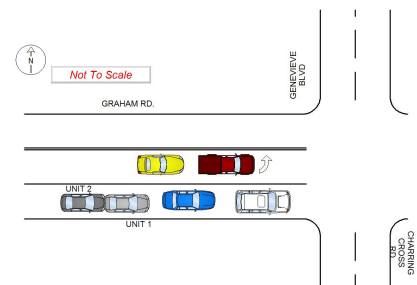 N
Not To Scale
GENEVIEVE
BLVD
GRAHAM RD.
UNIT 2
UNIT 1
CHARRING
CROSS
RD